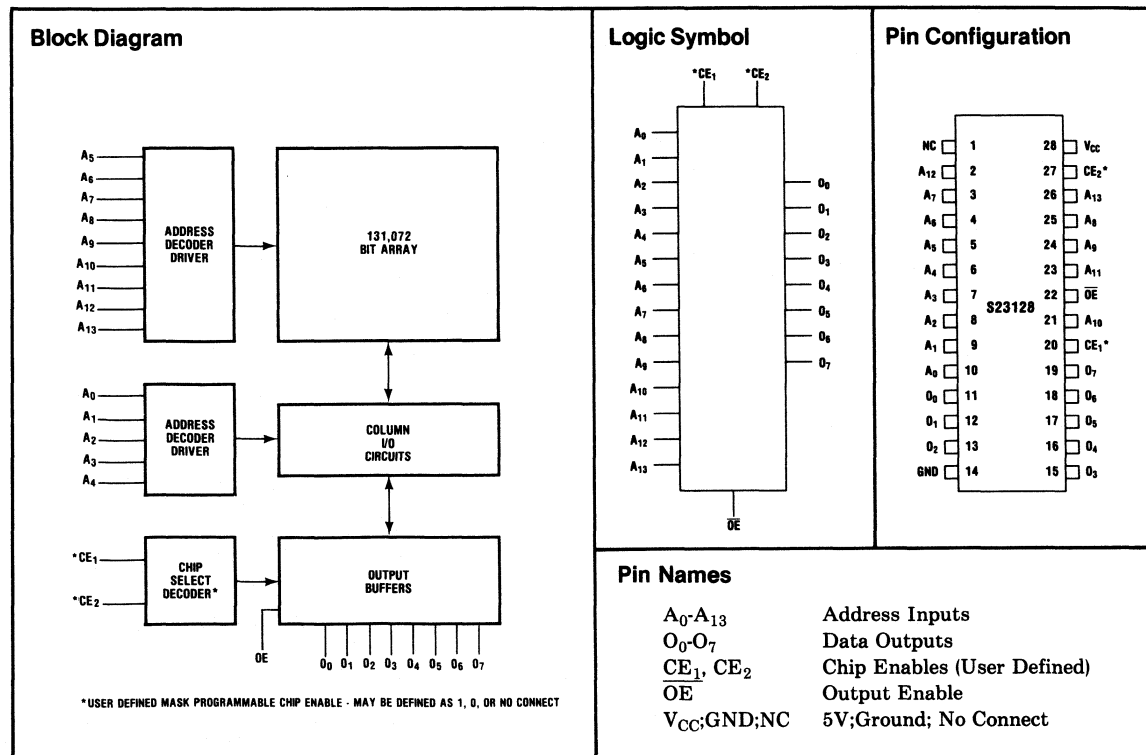 Block Diagram
A5
A6
A7
A8
A9
A10
A11
A12
A13
ADDRESS
DECODER
DRIVER
131,072
BIT ARRAY
A0
A1
A2
A3
A4
ADDRESS
DECODER
DRIVER
COLUMN
I/O
CIRCUITS
*CE1
*CE2
CHIP
SELECT
DECODER*
OUTPUT
BUFFERS
OE
O0 O1 O2 O3 O4 O5 O6 O7
*USER DEFINED MASK PROGRAMMABLE CHIP ENABLE - MAY BE DEFINED AS 1, 0, OR NO CONNECT
Logic Symbol
*CE1 *CE2
A0
A1
A2
A3
A4
A5
A6
A7
A8
A9
A10
A11
A12
A13
O0
O1
O2
O3
O4
O5
O6
O7
O̅E̅
Pin Configuration
NC 1 28 VCC
A12 2 27 CE2*
A7 3 26 A13
A6 4 25 A8
A5 5 24 A9
A4 6 23 A11
A3 7 22 O̅E̅
S23128
A2 8 21 A10
A1 9 20 CE1*
A0 10 19 O7
O0 11 18 O6
O1 12 17 O5
O2 13 16 O4
GND 14 15 O3
Pin Names
A0-A13 Address Inputs
O0-O7 Data Outputs
CE1, CE2 Chip Enables (User Defined)
O̅E̅ Output Enable
VCC;GND;NC 5V;Ground; No Connect